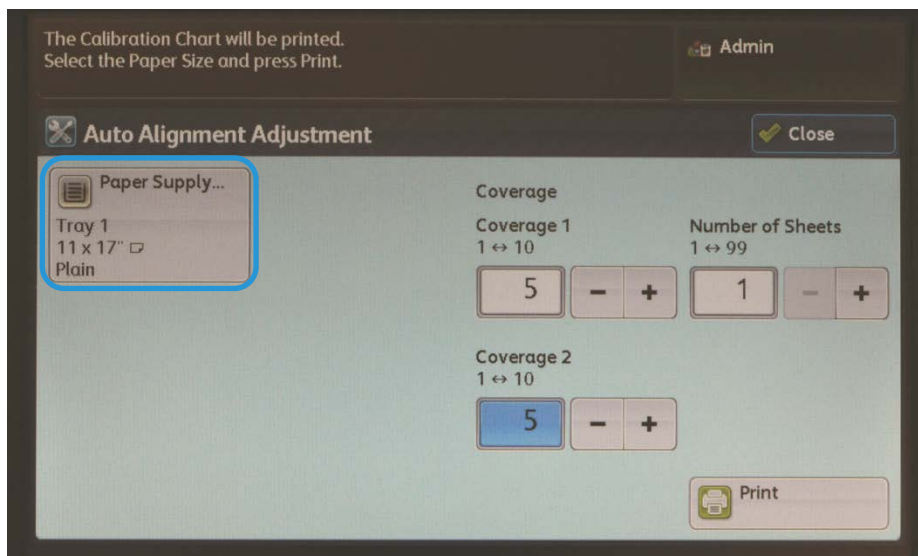 The Calibration Chart will be printed.
Select the Paper Size and press Print.
Admin
Auto Alignment Adjustment
Close
Paper Supply...
Tray 1
11 x 17"
Plain
Coverage
Coverage 1
1 ↔ 10
5
Number of Sheets
1 ↔ 99
1
Coverage 2
1 ↔ 10
5
Print